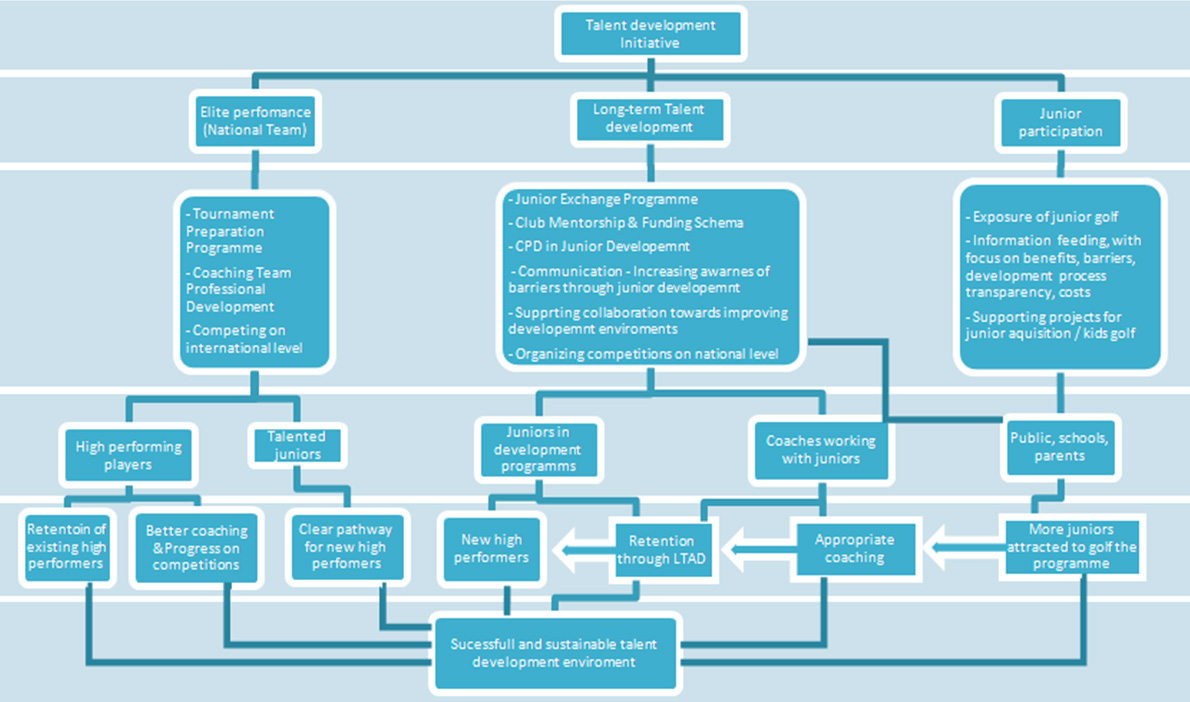 Talent development
Initiative
Elite perfomance
(National Team)
Long-term Talent
development
Junior
participation
- Tournament
Preparation
Programme
- Coaching Team
Professional
Development
- Competing on
international level
- Junior Exchange Programme
- Club Mentorship & Funding Schema
- CPD in Junior Developemnt
- Communication - Increasing awarnes of
barriers through junior developemnt
- Supprting collaboration towards improving
developemnt enviroments
- Organizing competitions on national level
- Exposure of junior golf
- Information feeding, with
focus on benefits, barriers,
development process
transparency, costs
- Supporting projects for
junior aquisition / kids golf
High performing
players
Talented
juniors
Juniors in
development
programms
Coaches working
with juniors
Public, schools,
parents
Retentoin of
existing high
performers
Better coaching
& Progress on
competitions
Clear pathway
for new high
perfomers
New high
performers
Retention
through LTAD
Appropriate
coaching
More juniors
attracted to golf the
programme
Sucessfull and sustainable talent
development enviroment